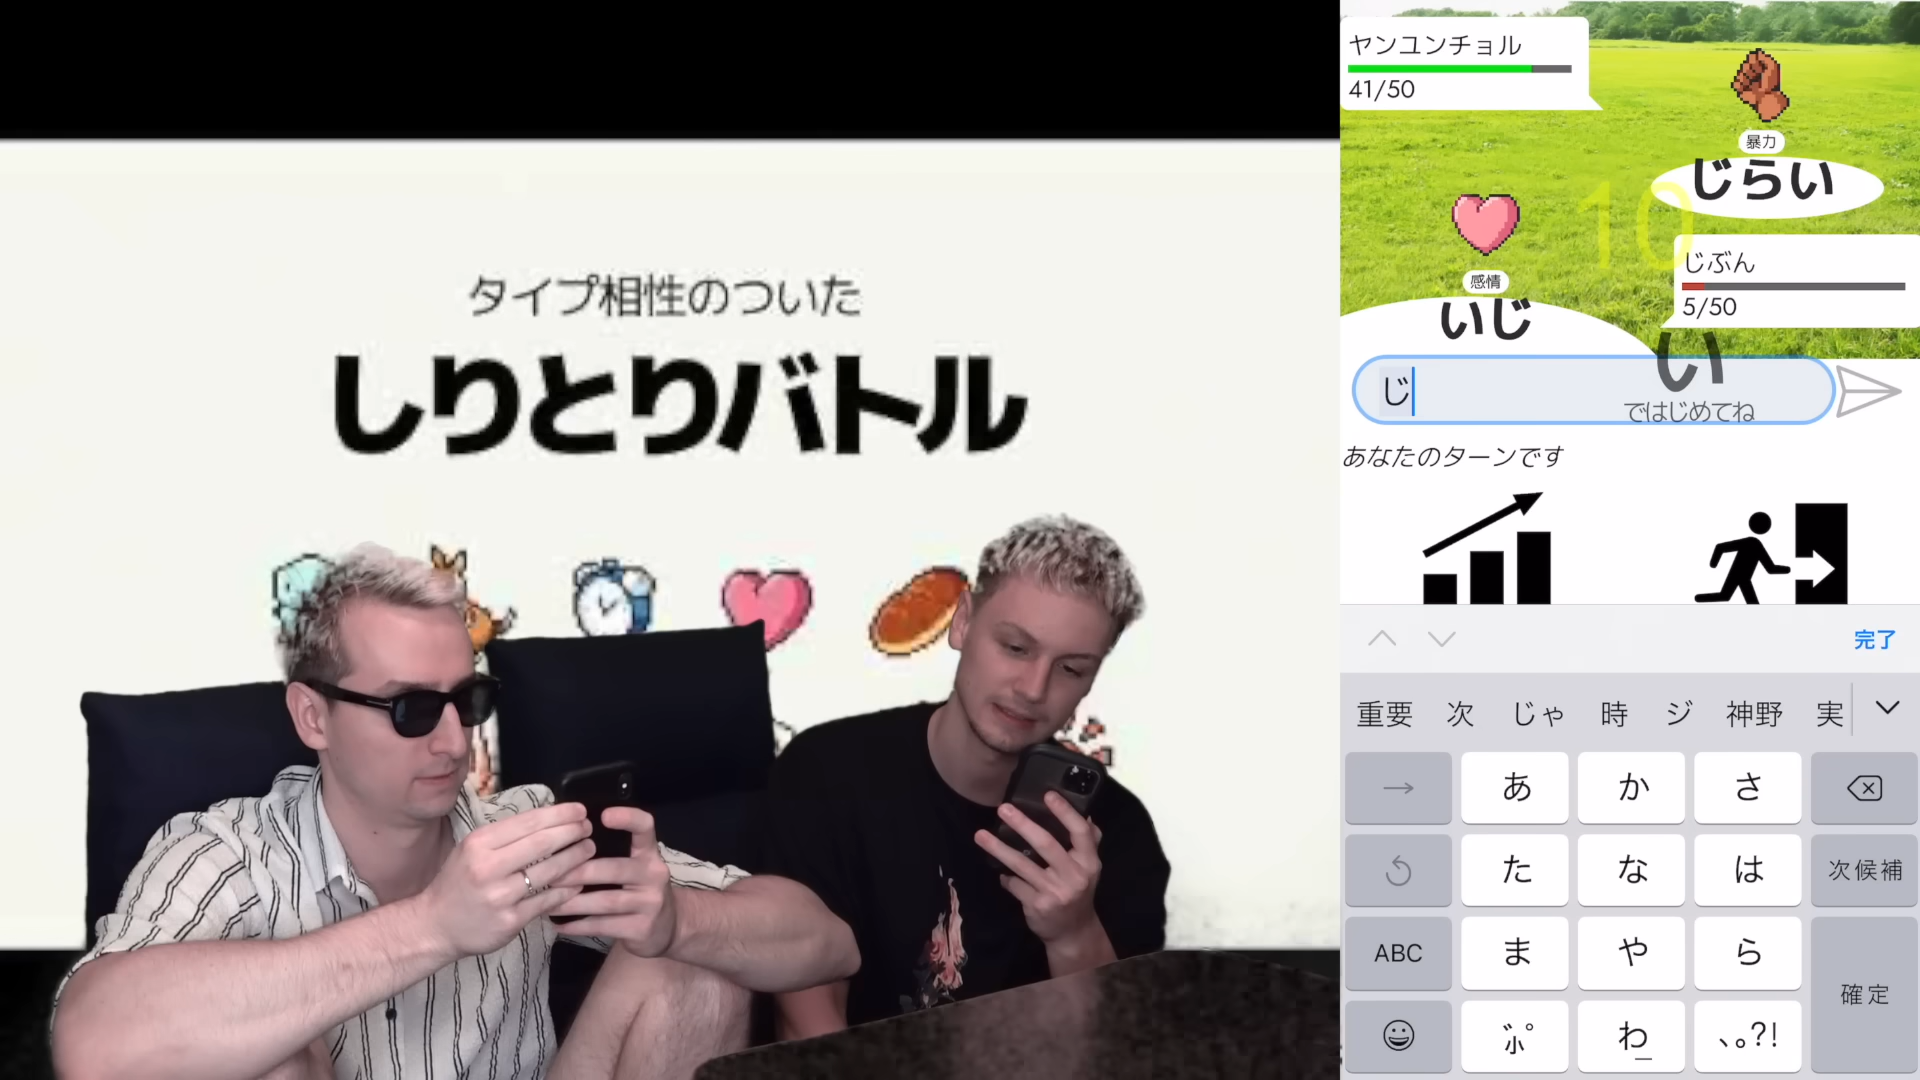 タイプ相性のついた
しりとりバトル
ヤンユンチョル
41/50
暴力
じらい
10
感情
いじ
じぶん
5/50
い
ではじめてね
じ
あなたのターンです
完了
重要 次 じゃ 時 ジ 神野 実
→ あ か さ
た な は 次候補
ABC ま や ら
゛゜小 わ 、。?! 確定